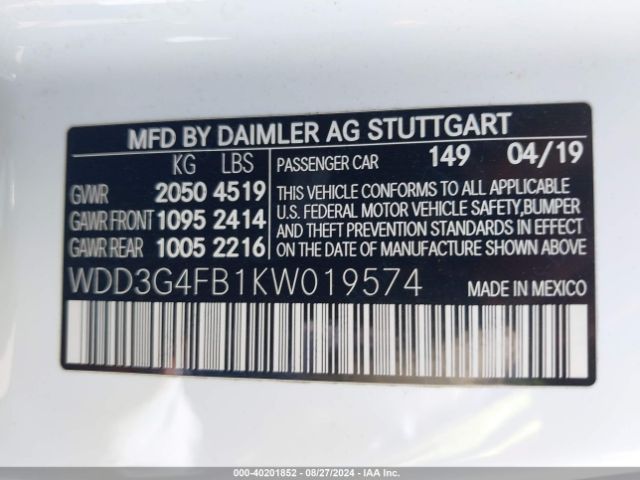 MFD BY DAIMLER AG STUTTGART
KG LBS PASSENGER CAR 149 04/19
GVWR 2050 4519
GAWR FRONT 1095 2414
GAWR REAR 1005 2216
THIS VEHICLE CONFORMS TO ALL APPLICABLE
U.S. FEDERAL MOTOR VEHICLE SAFETY,BUMPER
AND THEFT PREVENTION STANDARDS IN EFFECT
ON THE DATE OF MANUFACTURE SHOWN ABOVE
WDD3G4FB1KW019574 MADE IN MEXICO
000-40201852 - 08/27/2024 - IAA Inc.